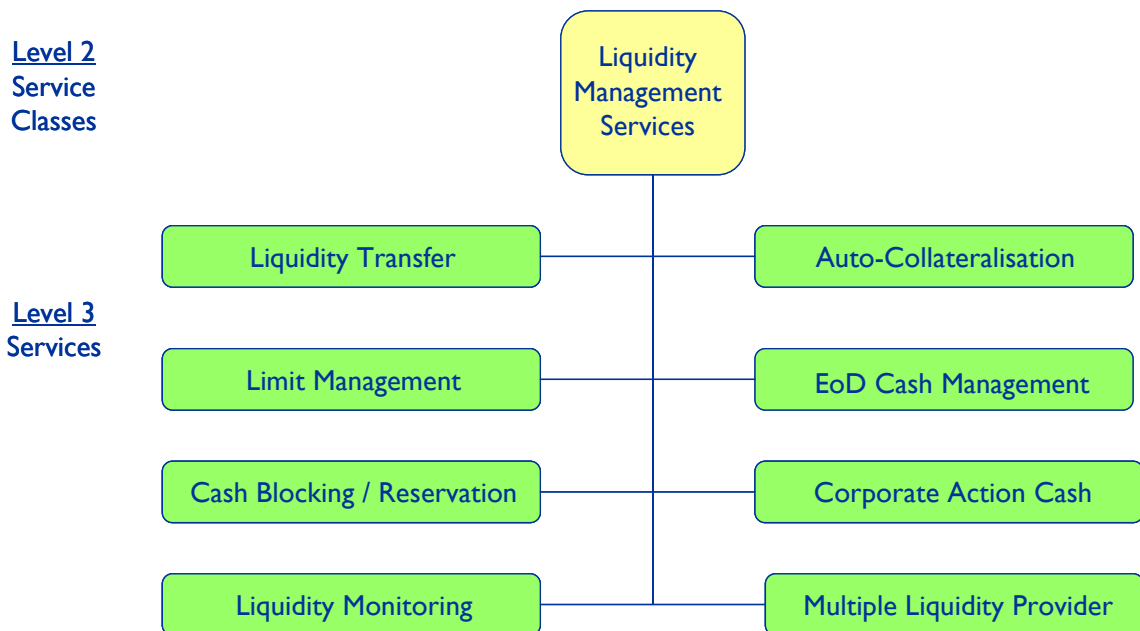 Level 2
Service
Classes
Liquidity
Management
Services
Liquidity Transfer
Auto-Collateralisation
Level 3
Services
Limit Management
EoD Cash Management
Cash Blocking / Reservation
Corporate Action Cash
Liquidity Monitoring
Multiple Liquidity Provider